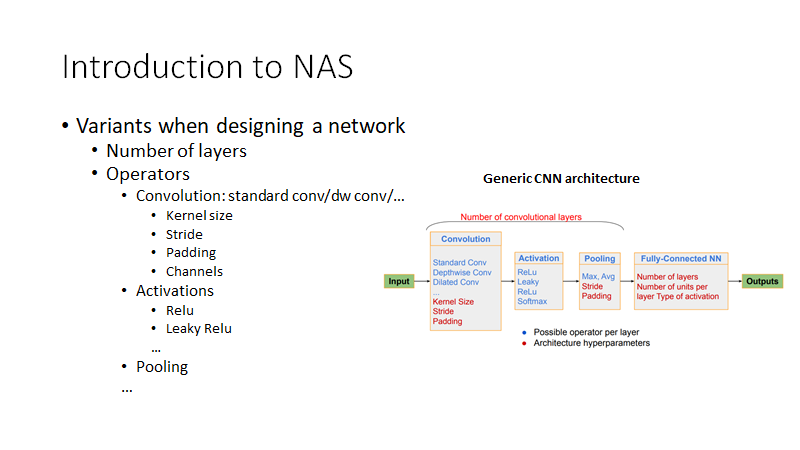 Introduction to NAS
• Variants when designing a network
• Number of layers
• Operators
• Convolution: standard conv/dw conv/...
• Kernel size
• Stride
• Padding
• Channels
• Activations
• Relu
• Leaky Relu
...
• Pooling
...
Generic CNN architecture
Number of convolutional layers
Input
Convolution
Standard Conv
Depthwise Conv
Dilated Conv
...
Kernel Size
Stride
Padding
Activation
ReLu
Leaky
ReLu
Softmax
Pooling
Max, Avg
Stride
Padding
Fully-Connected NN
Number of layers
Number of units per
layer Type of activation
Outputs
● Possible operator per layer
● Architecture hyperparameters